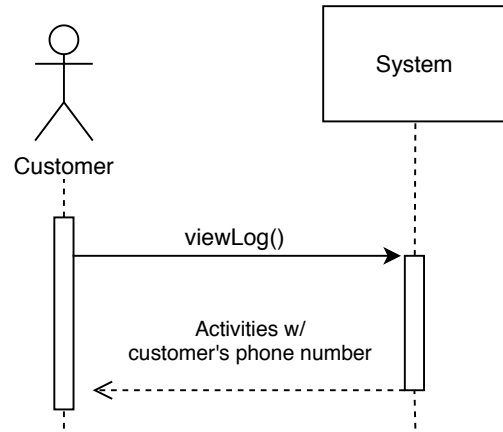 System
Customer
viewLog()
Activities w/
customer's phone number